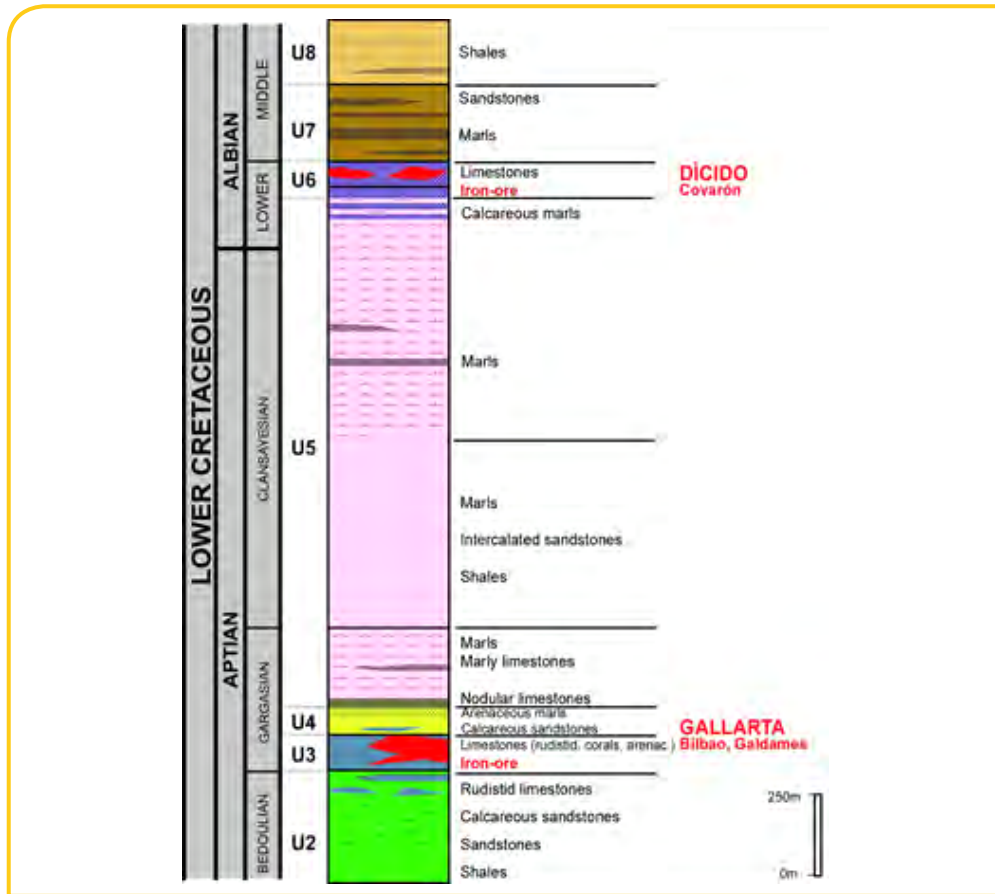 LOWER CRETACEOUS
ALBIAN
APTIAN
MIDDLE
LOWER
CLANSAYESIAN
GARGASIAN
BEDOULIAN
U8
U7
U6
U5
U4
U3
U2
Shales
Sandstones
Marls
Limestones
Iron-ore
Calcareous marls
Marls
Marls
Intercalated sandstones
Shales
Marls
Marly limestones
Nodular limestones
Arenaceous marls
Calcareous sandstones
Limestones (rudistid, corals, arenac.)
Iron-ore
Rudistid limestones
Calcareous sandstones
Sandstones
Shales
DÌCIDO
Covarón
GALLARTA
Bilbao, Galdames
250m
0m